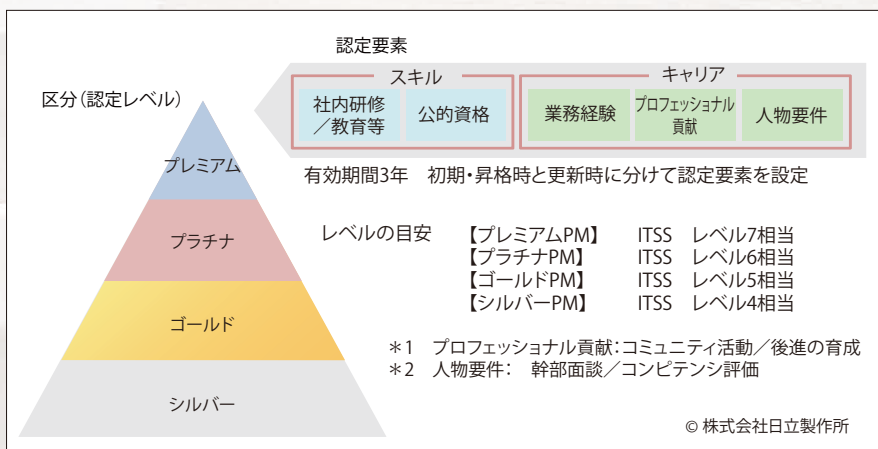 認定要素
区分(認定レベル)
スキル
キャリア
社内研修
／教育等
公的資格
業務経験
プロフェッショナル
貢献
人物要件
有効期間3年 初期・昇格時と更新時に分けて認定要素を設定
プレミアム
プラチナ
ゴールド
シルバー
レベルの目安 【プレミアムPM】 ITSS レベル7相当
【プラチナPM】 ITSS レベル6相当
【ゴールドPM】 ITSS レベル5相当
【シルバーPM】 ITSS レベル4相当
＊1 プロフェッショナル貢献：コミュニティ活動／後進の育成
＊2 人物要件： 幹部面談／コンピテンシ評価
© 株式会社日立製作所